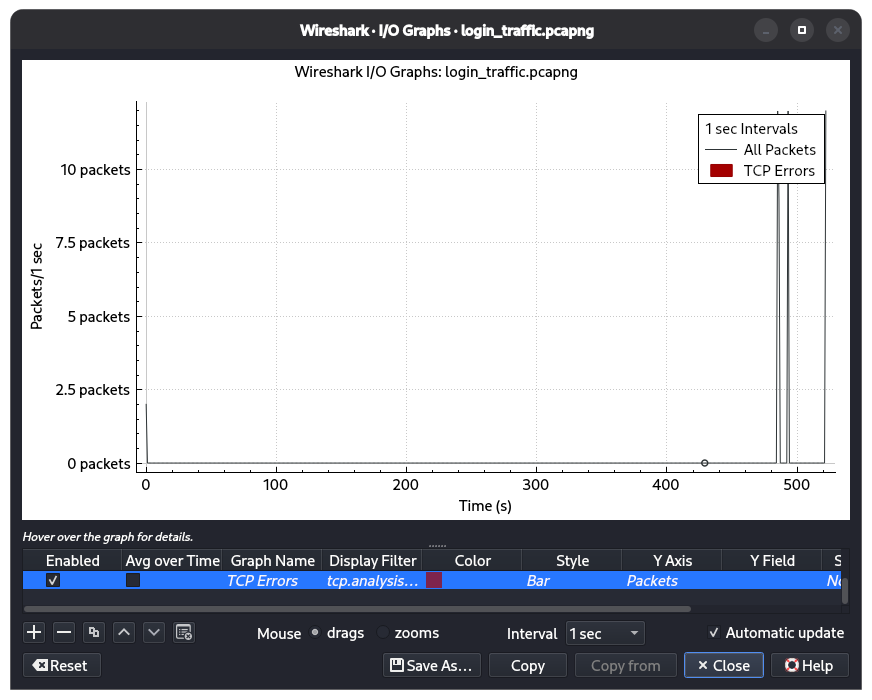 Wireshark · I/O Graphs · login_traffic.pcapng
Wireshark I/O Graphs: login_traffic.pcapng
1 sec Intervals
All Packets
TCP Errors
10 packets
7.5 packets
5 packets
2.5 packets
0 packets
Packets/1 sec
0 100 200 300 400 500
Time (s)
Hover over the graph for details.
Enabled Avg over Time Graph Name Display Filter Color Style Y Axis Y Field S
TCP Errors tcp.analysis… Bar Packets No
Mouse drags zooms Interval 1 sec Automatic update
Reset Save As… Copy Copy from Close Help